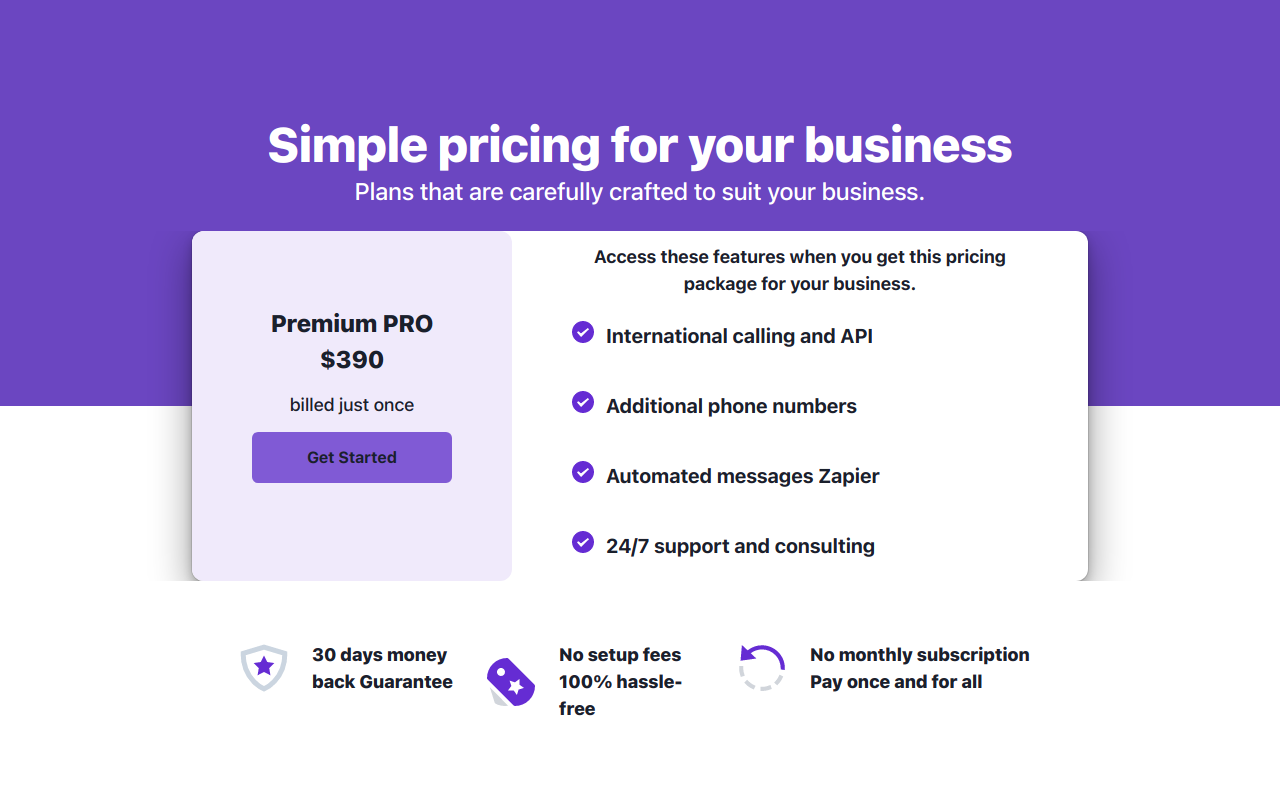 Simple pricing for your business
Plans that are carefully crafted to suit your business.
Premium PRO
$390
billed just once
Get Started
Access these features when you get this pricing
package for your business.
International calling and API
Additional phone numbers
Automated messages Zapier
24/7 support and consulting
30 days money
back Guarantee
No setup fees
100% hassle-
free
No monthly subscription
Pay once and for all